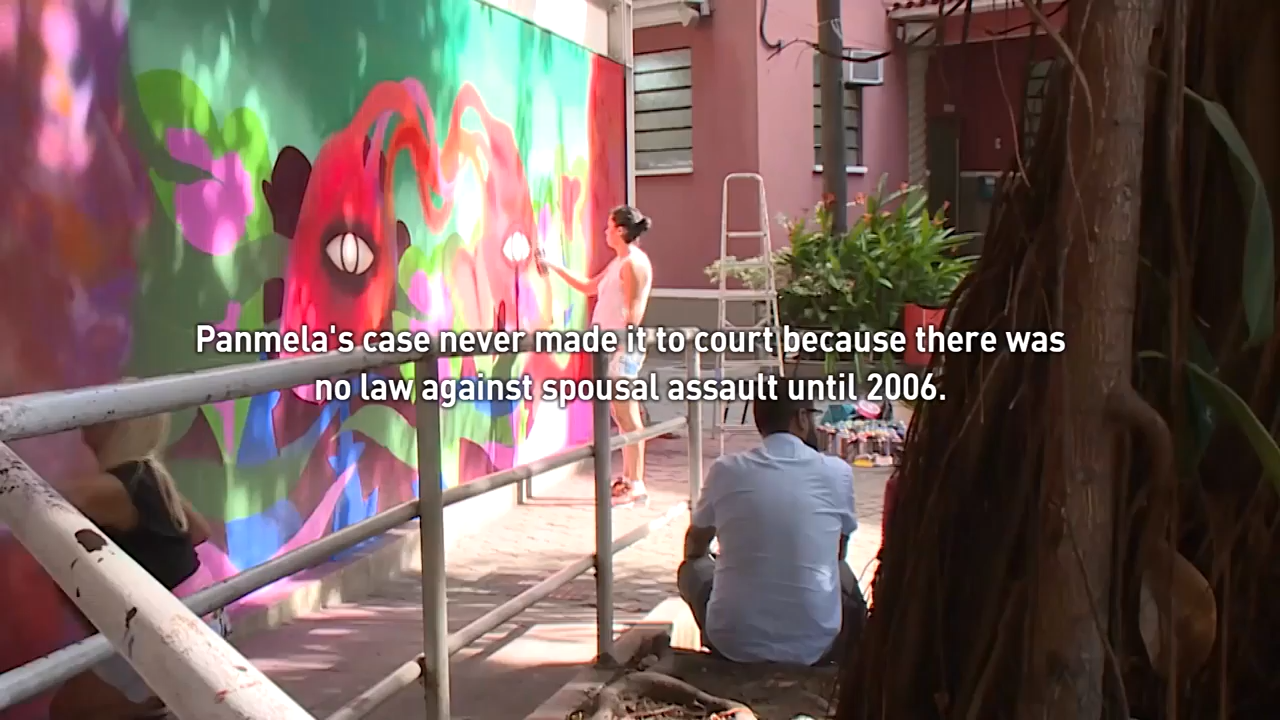 Panmela's case never made it to court because there was
no law against spousal assault until 2006.